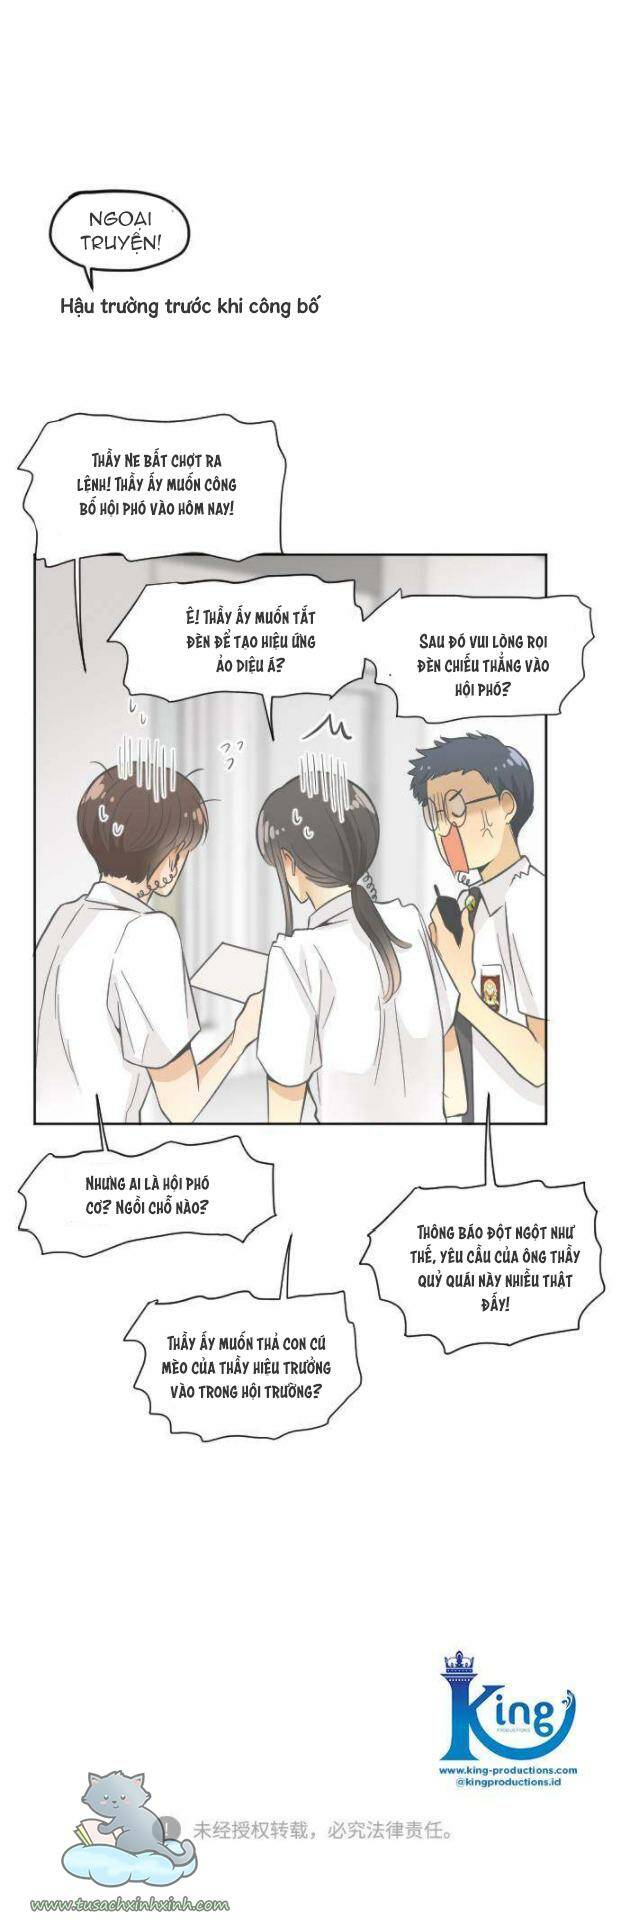 NGOẠI
TRUYỆN!
Hậu trường trước khi công bố
THẦY NE BẤT CHỢT RA
LỆNH! THẦY ẤY MUỐN CÔNG
BỐ HỘI PHÓ VÀO HÔM NAY!
Ê! THẦY ẤY MUỐN TẮT
ĐÈN ĐỂ TẠO HIỆU ỨNG
ẢO DIỆU Á?
SAU ĐÓ VUI LÒNG RỌI
ĐÈN CHIẾU THẲNG VÀO
HỘI PHÓ?
NHƯNG AI LÀ HỘI PHÓ
CƠ? NGỒI CHỖ NÀO?
THÔNG BÁO ĐỘT NGỘT NHƯ
THẾ, YÊU CẦU CỦA ÔNG THẦY
QUỶ QUÁI NÀY NHIỀU THẬT
ĐẤY!
THẦY ẤY MUỐN THẢ CON CÚ
MÈO CỦA THẦY HIỆU TRƯỞNG
VÀO TRONG HỘI TRƯỜNG?
King
PRODUCTIONS
www.king-productions.com
@kingproductions.id
未经授权转载，必究法律责任。
www.tusachxinhxinh.com